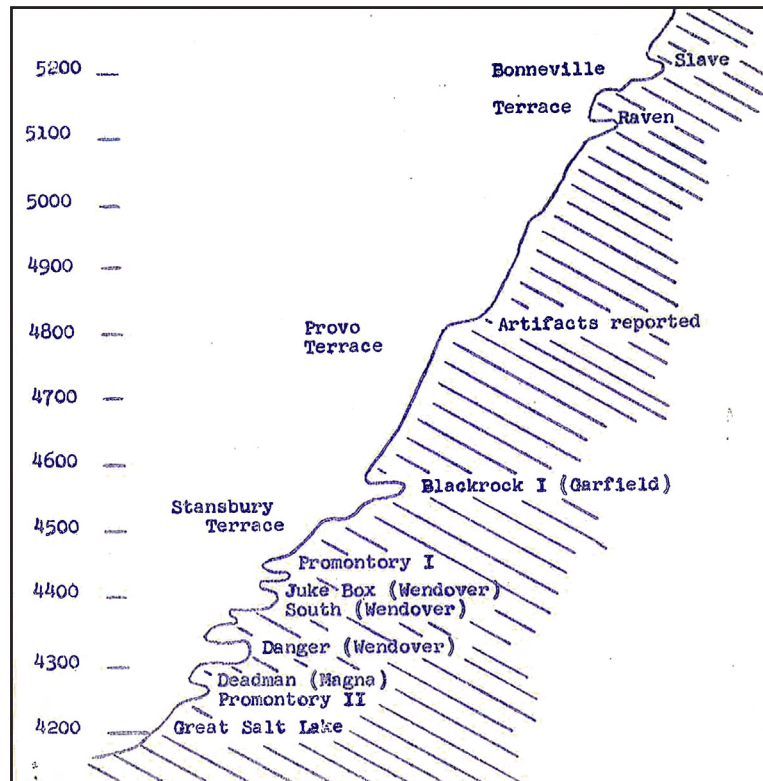 5200
Bonneville
Slave
Terrace
Raven
5100
5000
4900
4800
Provo
Terrace
Artifacts reported
4700
4600
Blackrock I (Garfield)
Stansbury
Terrace
4500
Promontory I
4400
Juke Box (Wendover)
South (Wendover)
Danger (Wendover)
4300
Deadman (Magna)
Promontory II
4200
Great Salt Lake